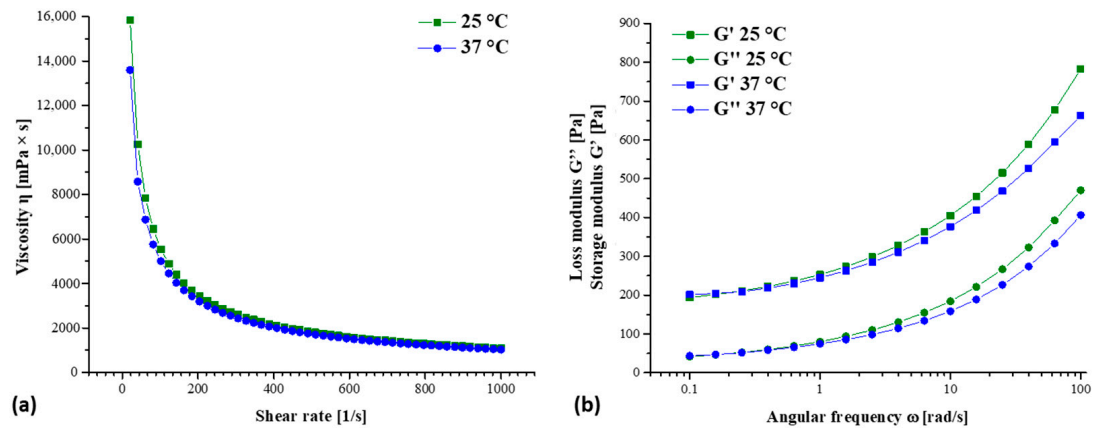 16,000
14,000
12,000
10,000
8000
6000
4000
2000
0
Viscosity η [mPa × s]
25 °C
37 °C
0
200
400
600
800
1000
Shear rate [1/s]
(a)
900
800
700
600
500
400
300
200
100
0
Loss modulus G’’ [Pa]
Storage modulus G’ [Pa]
G' 25 °C
G'' 25 °C
G' 37 °C
G'' 37 °C
0.1
1
10
100
Angular frequency ω [rad/s]
(b)